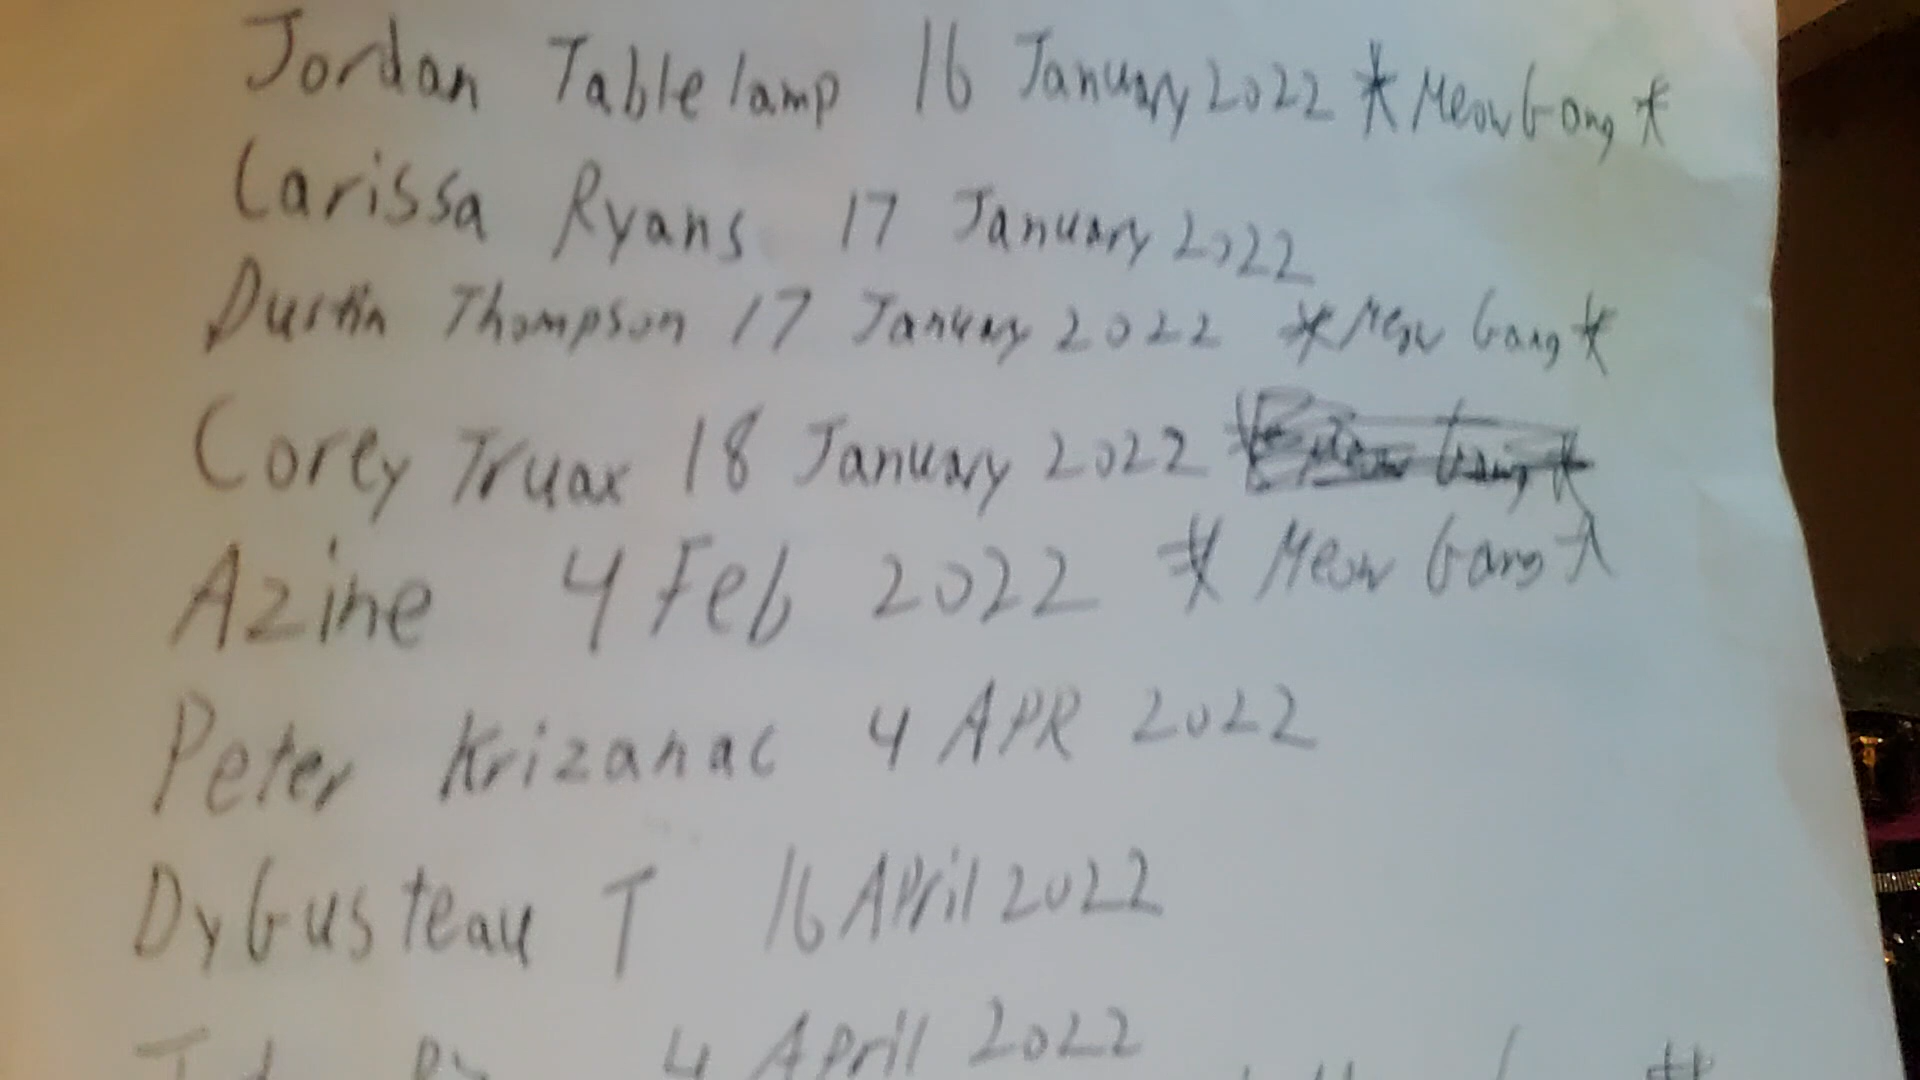 Jordan Tablelamp 16 January 2022 *Meow Gang*
Carissa Ryans 17 January 2022
Dustin Thompson 17 January 2022 *Meow Gang*
Corey Truax 18 January 2022
Azine 4 Feb 2022 * Meow Gang*
Peter Krizanac 4 APR 2022
DyGusteau T 16 April 2022
4 April 2022